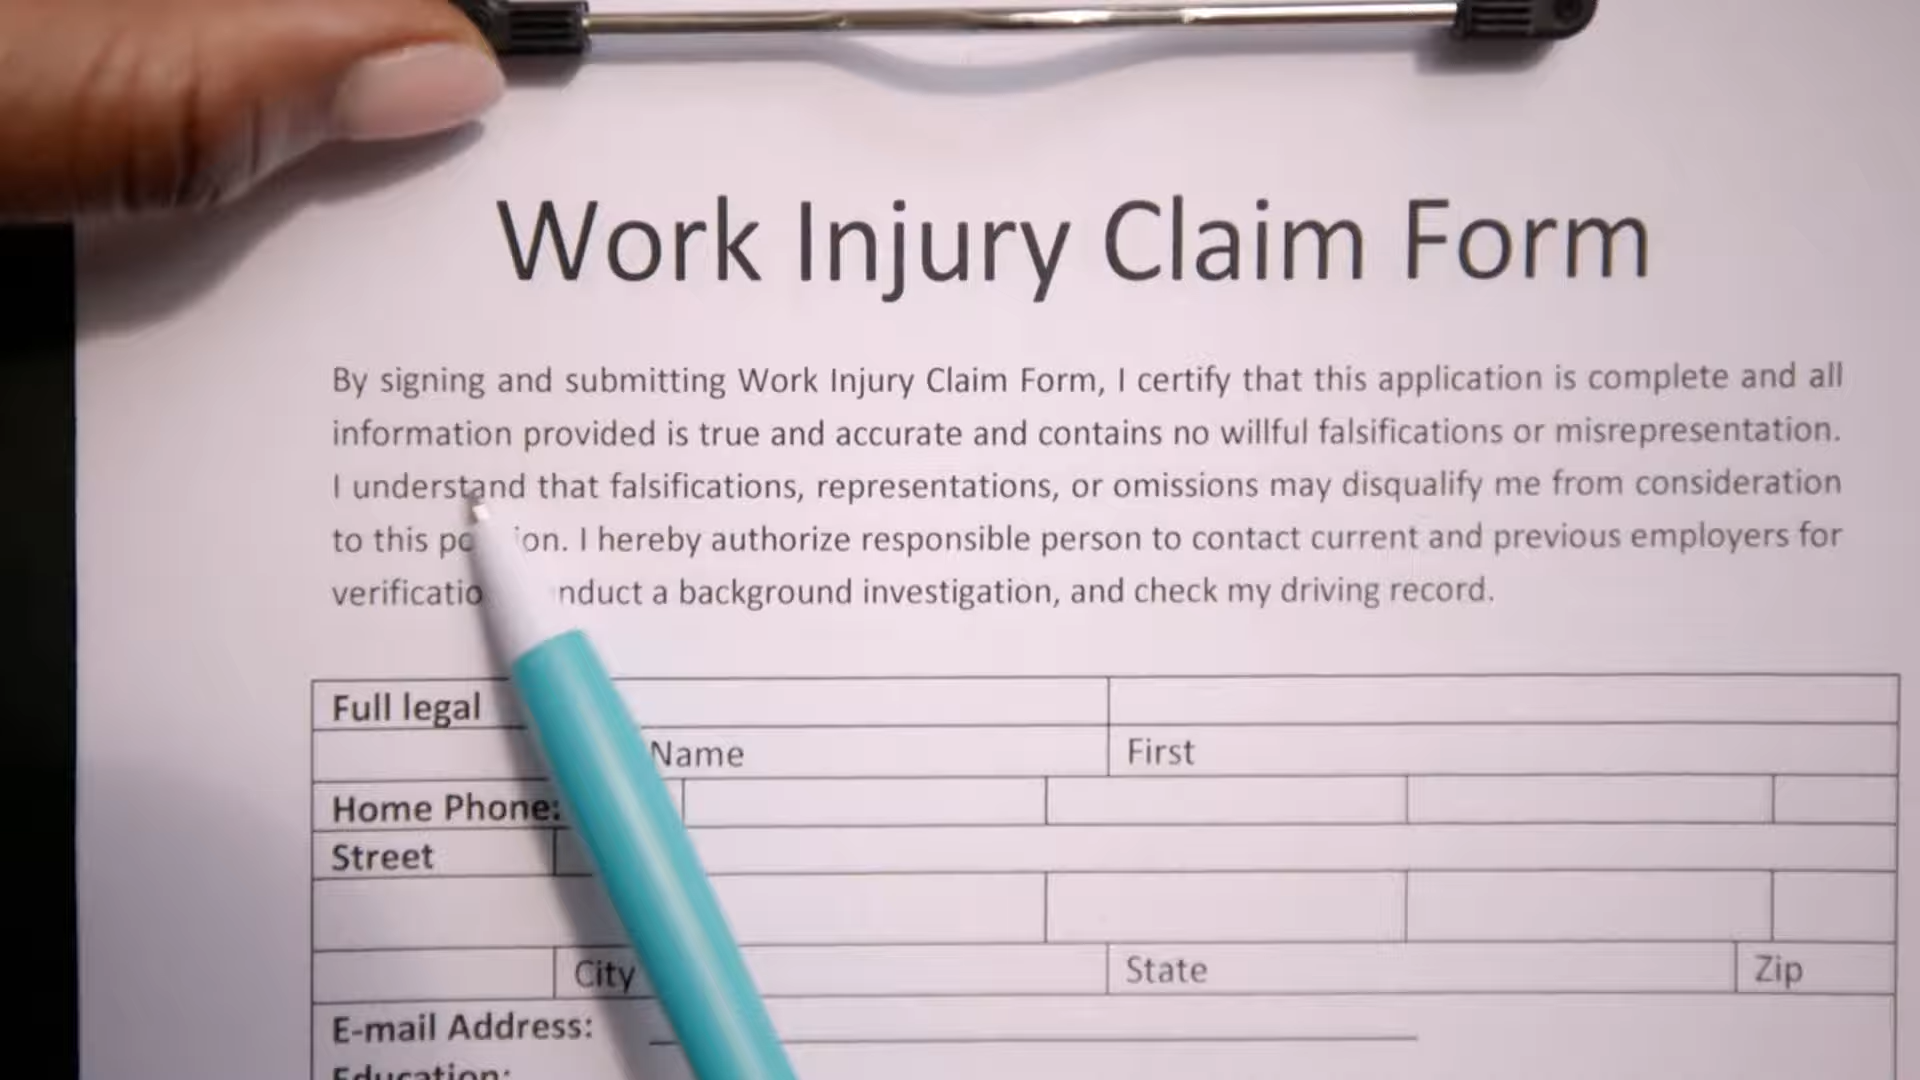 Work Injury Claim Form
By signing and submitting Work Injury Claim Form, I certify that this application is complete and all
information provided is true and accurate and contains no willful falsifications or misrepresentation.
I understand that falsifications, representations, or omissions may disqualify me from consideration
to this I hereby authorize responsible person to contact current and previous employers for
a background investigation, and check my driving record.
Full legal
Name First
Home Phone:
Street
City State Zip
E-mail Address:
Education: